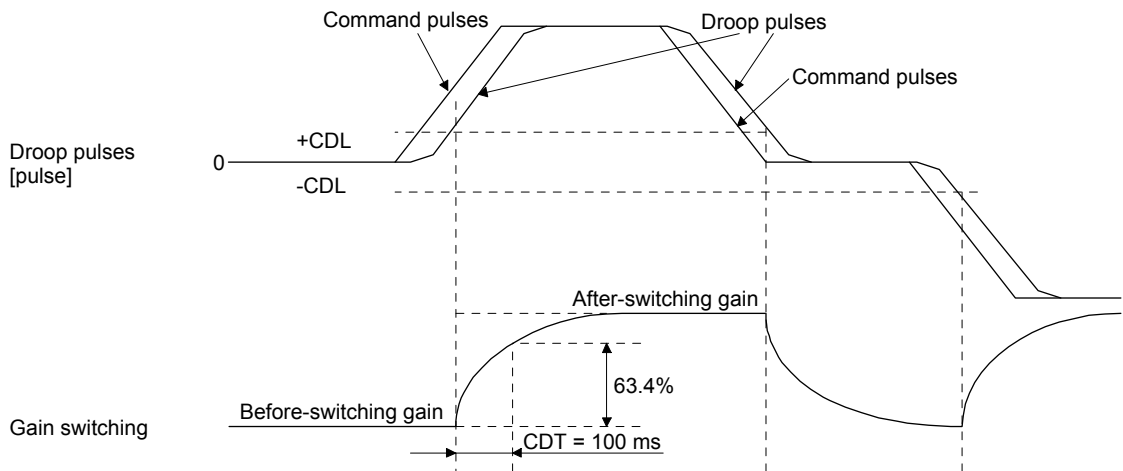 Command pulses
Droop pulses
Command pulses
+CDL
Droop pulses
[pulse]
0
-CDL
After-switching gain
63.4%
Before-switching gain
Gain switching
CDT = 100 ms